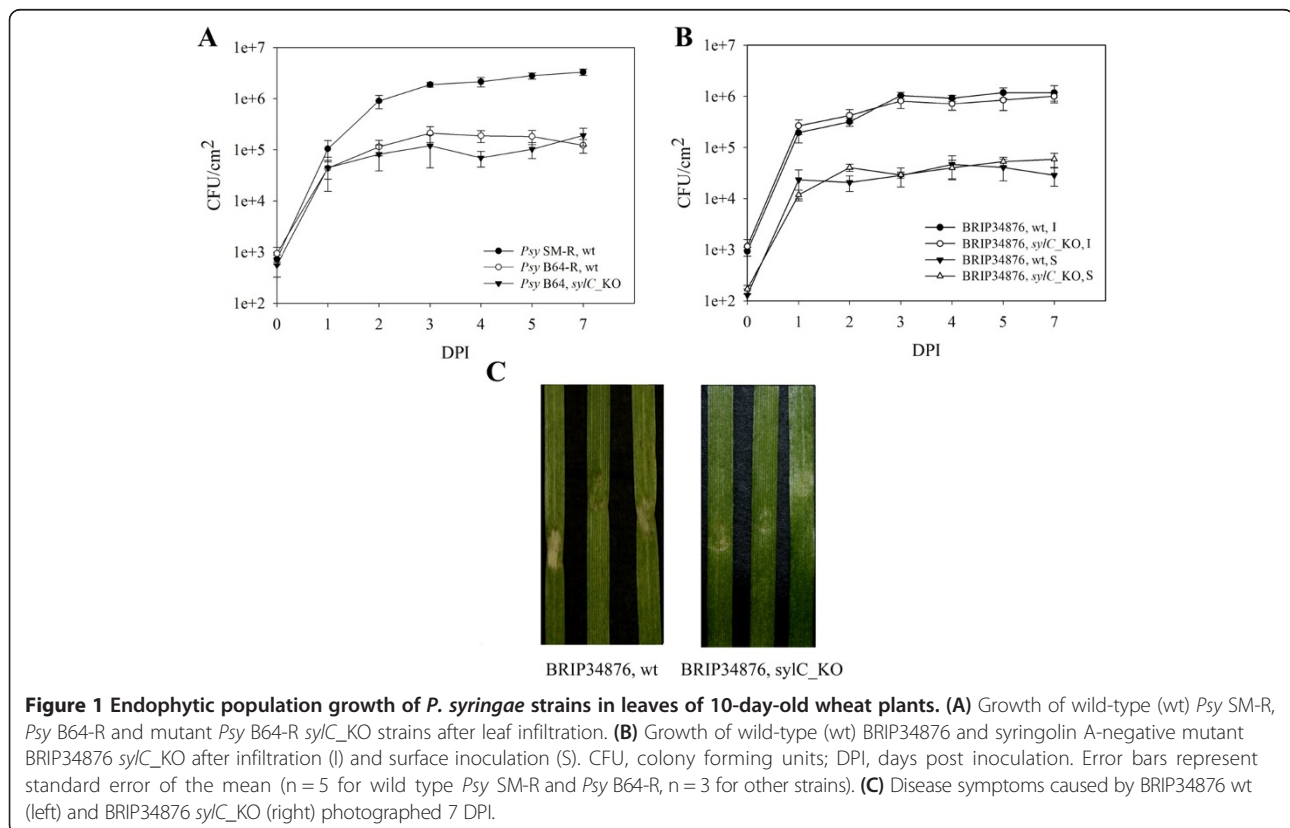 A
1e+7
1e+6
1e+5
1e+4
1e+3
1e+2
CFU/cm2
Psy SM-R, wt
Psy B64-R, wt
Psy B64, sylC_KO
0 1 2 3 4 5 7
DPI
B
1e+7
1e+6
1e+5
1e+4
1e+3
1e+2
CFU/cm2
BRIP34876, wt, I
BRIP34876, sylC_KO, I
BRIP34876, wt, S
BRIP34876, sylC_KO, S
0 1 2 3 4 5 7
DPI
C
BRIP34876, wt BRIP34876, sylC_KO
Figure 1 Endophytic population growth of P. syringae strains in leaves of 10-day-old wheat plants. (A) Growth of wild-type (wt) Psy SM-R,
Psy B64-R and mutant Psy B64-R sylC_KO strains after leaf infiltration. (B) Growth of wild-type (wt) BRIP34876 and syringolin A-negative mutant
BRIP34876 sylC_KO after infiltration (I) and surface inoculation (S). CFU, colony forming units; DPI, days post inoculation. Error bars represent
standard error of the mean (n = 5 for wild type Psy SM-R and Psy B64-R, n = 3 for other strains). (C) Disease symptoms caused by BRIP34876 wt
(left) and BRIP34876 sylC_KO (right) photographed 7 DPI.